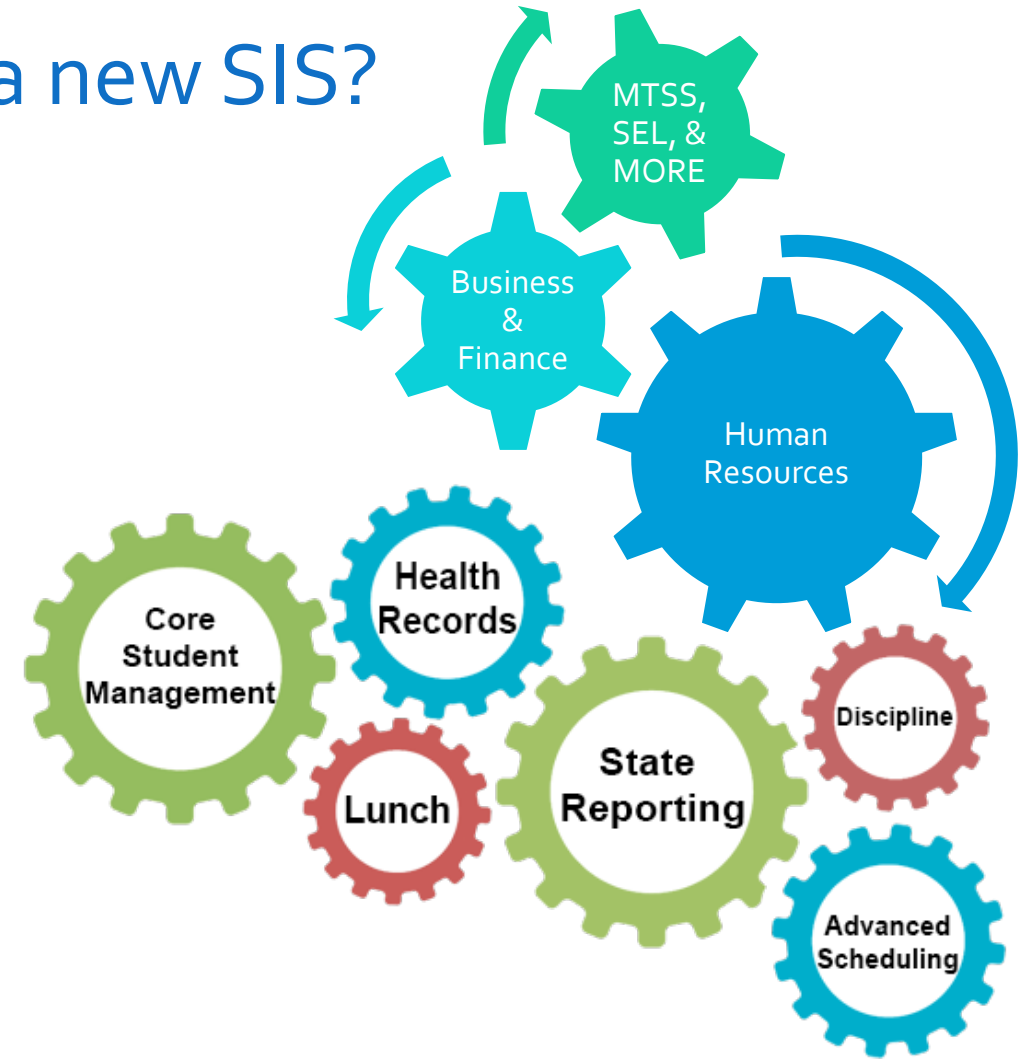 a new SIS?
MTSS,
SEL, &
MORE
Business
&
Finance
Human
Resources
Health
Records
Core
Student
Management
Lunch
State
Reporting
Discipline
Advanced
Scheduling